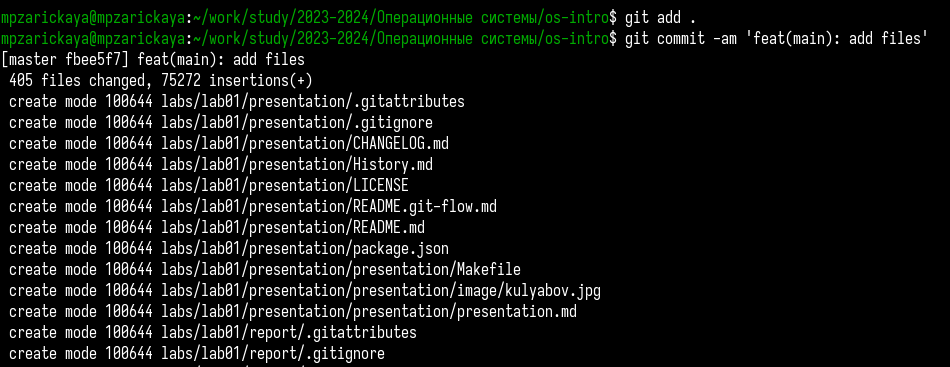 mpzarickaya@mpzarickaya:~/work/study/2023-2024/Операционные системы/os-intro$ git add .
mpzarickaya@mpzarickaya:~/work/study/2023-2024/Операционные системы/os-intro$ git commit -am 'feat(main): add files'
[master fbee5f7] feat(main): add files
 405 files changed, 75272 insertions(+)
 create mode 100644 labs/lab01/presentation/.gitattributes
 create mode 100644 labs/lab01/presentation/.gitignore
 create mode 100644 labs/lab01/presentation/CHANGELOG.md
 create mode 100644 labs/lab01/presentation/History.md
 create mode 100644 labs/lab01/presentation/LICENSE
 create mode 100644 labs/lab01/presentation/README.git-flow.md
 create mode 100644 labs/lab01/presentation/README.md
 create mode 100644 labs/lab01/presentation/package.json
 create mode 100644 labs/lab01/presentation/presentation/Makefile
 create mode 100644 labs/lab01/presentation/presentation/image/kulyabov.jpg
 create mode 100644 labs/lab01/presentation/presentation/presentation.md
 create mode 100644 labs/lab01/report/.gitattributes
 create mode 100644 labs/lab01/report/.gitignore